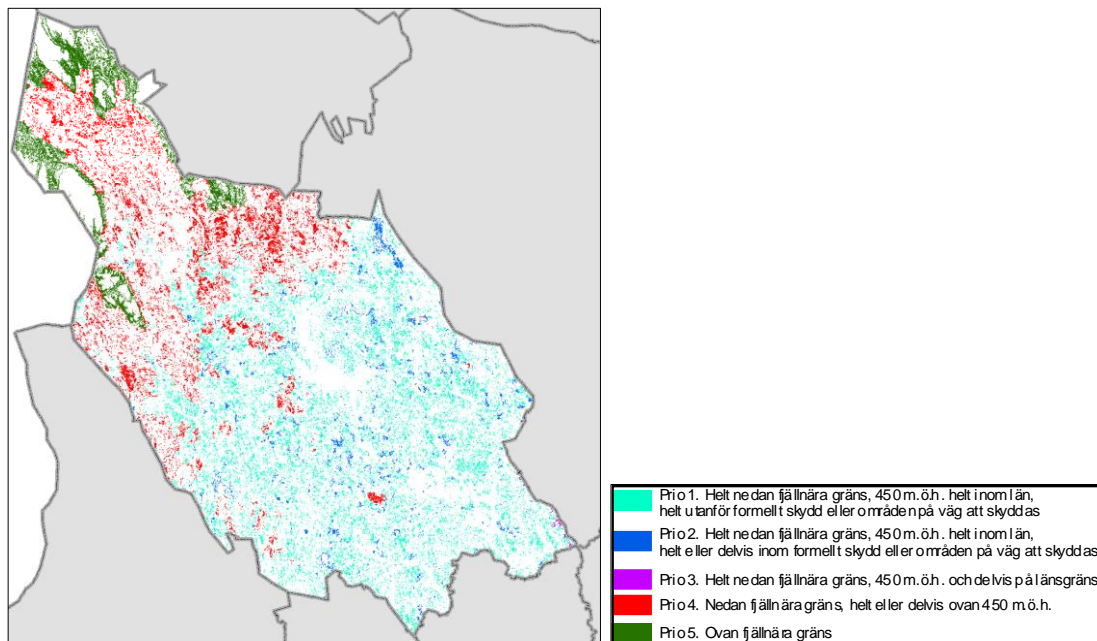 Prio 1. Helt nedan fjällnära gräns, 450 m.ö.h. helt inom län,
helt utanför formellt skydd eller områden på väg att skyddas
Prio 2. Helt nedan fjällnära gräns, 450 m.ö.h. helt inom län,
helt eller delvis inom formellt skydd eller områden på väg att skyddas
Prio 3. Helt nedan fjällnära gräns, 450 m.ö.h. och delvis på länsgräns
Prio 4. Nedan fjällnära gräns, helt eller delvis ovan 450 m.ö.h.
Prio 5. Ovan fjällnära gräns